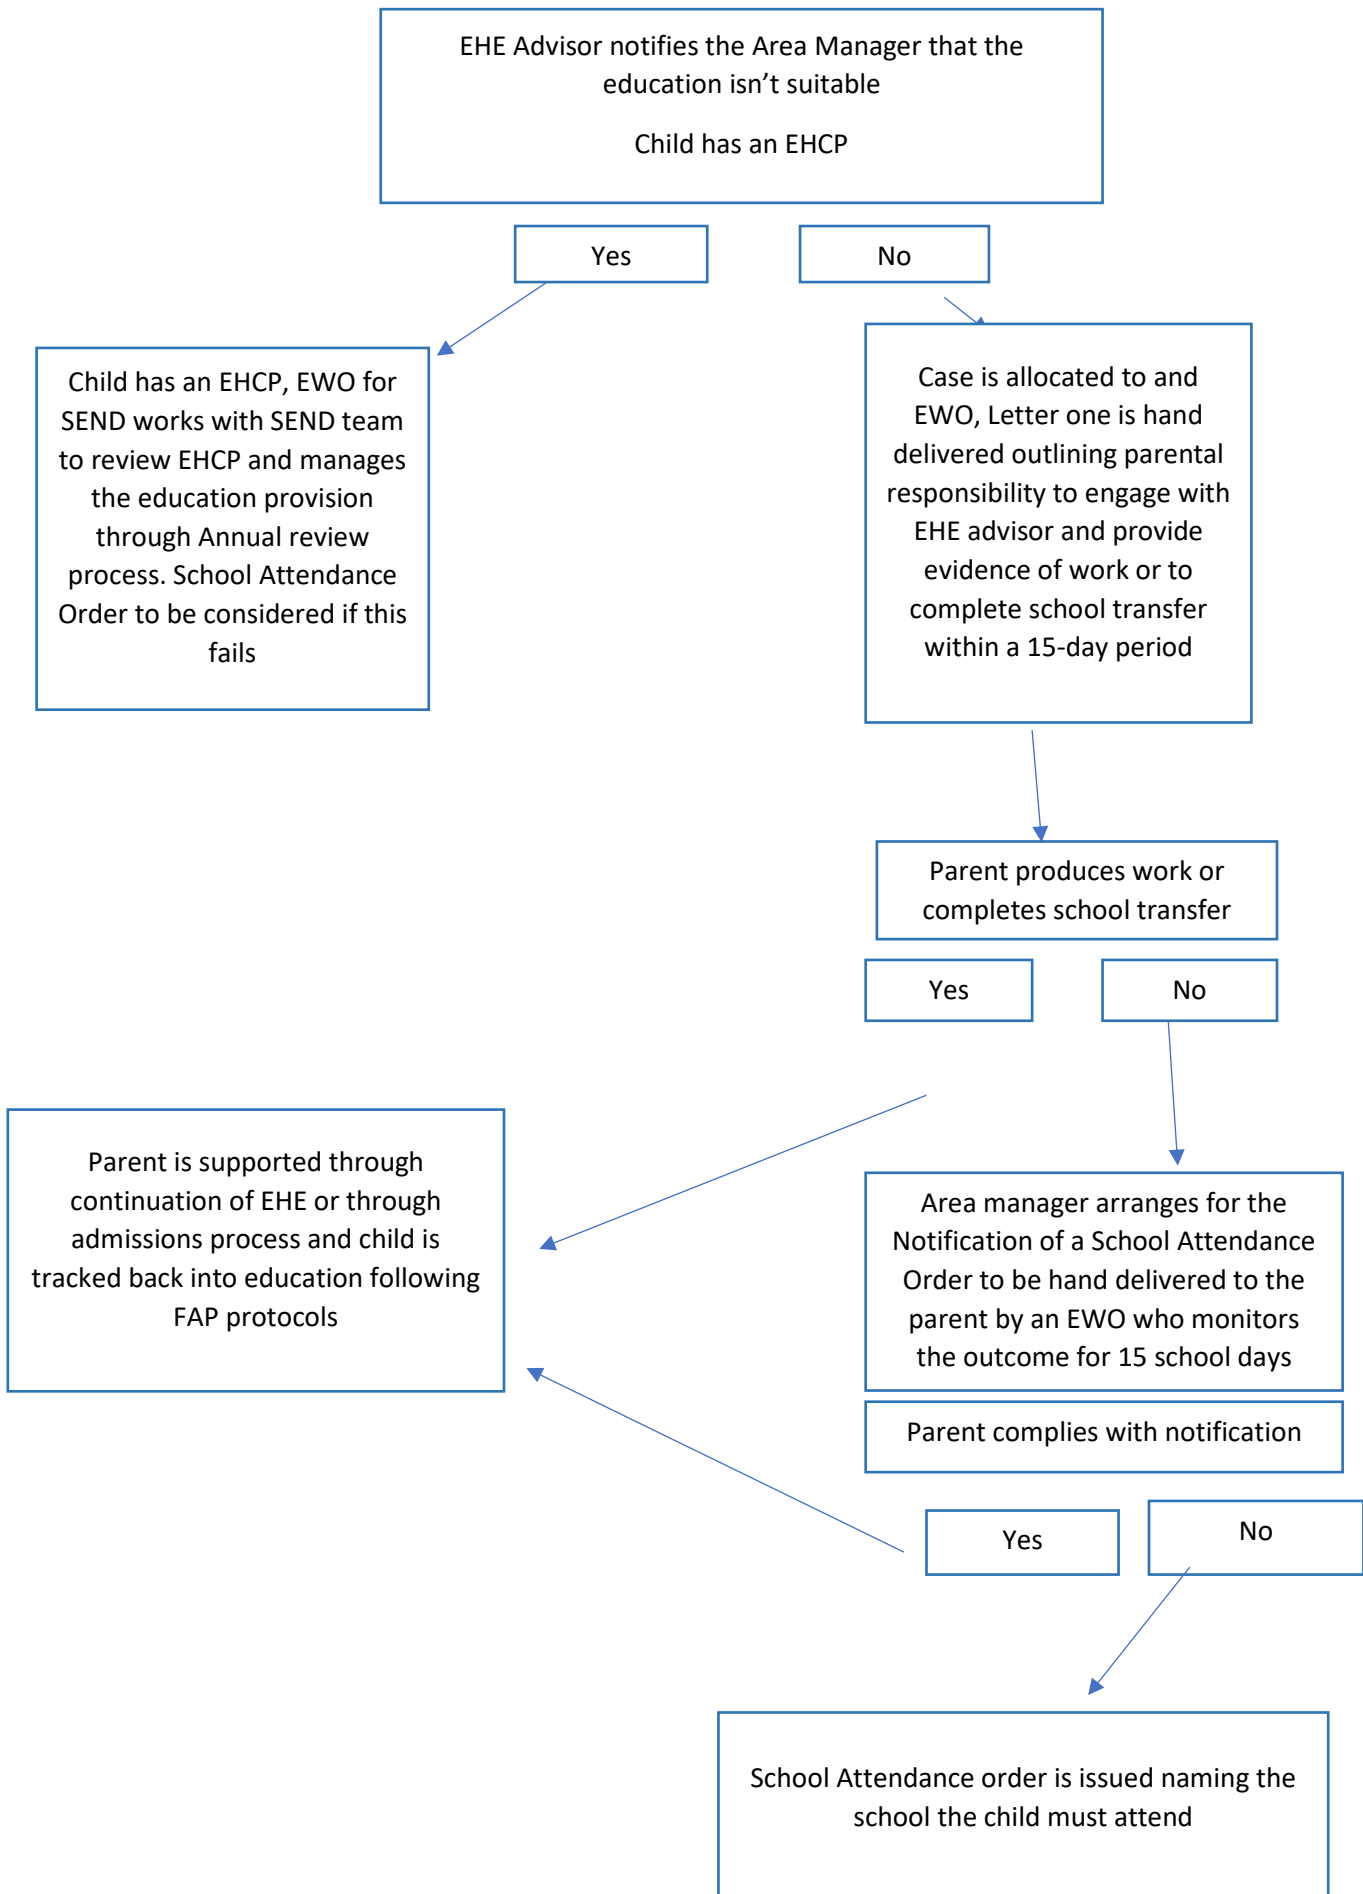 EHE Advisor notifies the Area Manager that the
education isn’t suitable
Child has an EHCP
Yes
No
Child has an EHCP, EWO for
SEND works with SEND team
to review EHCP and manages
the education provision
through Annual review
process. School Attendance
Order to be considered if this
fails
Case is allocated to and
EWO, Letter one is hand
delivered outlining parental
responsibility to engage with
EHE advisor and provide
evidence of work or to
complete school transfer
within a 15-day period
Parent produces work or
completes school transfer
Yes
No
Parent is supported through
continuation of EHE or through
admissions process and child is
tracked back into education following
FAP protocols
Area manager arranges for the
Notification of a School Attendance
Order to be hand delivered to the
parent by an EWO who monitors
the outcome for 15 school days
Parent complies with notification
Yes
No
School Attendance order is issued naming the
school the child must attend